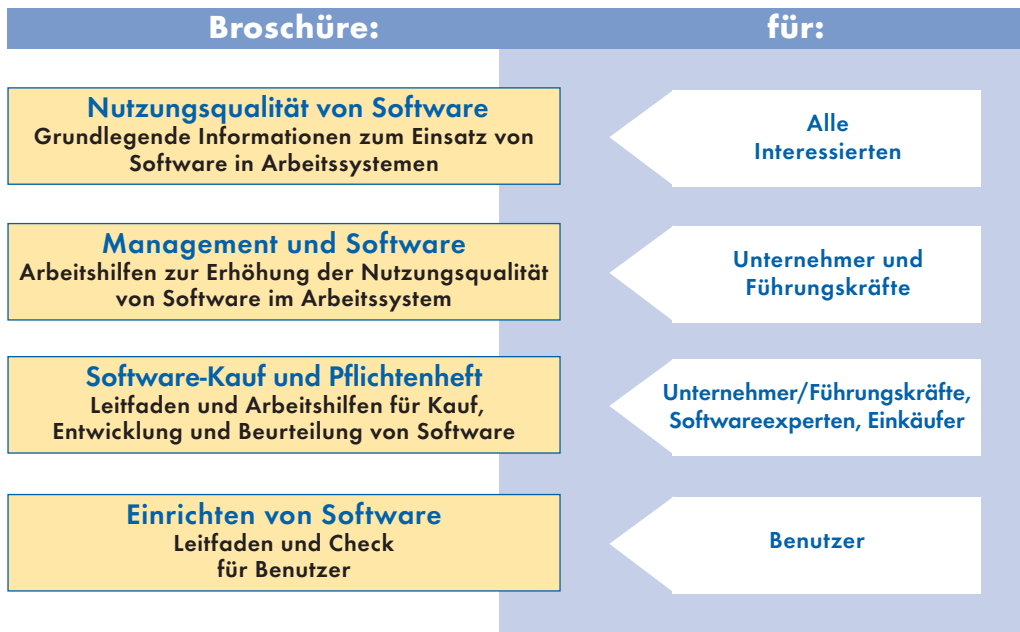 Broschüre:
für:
Nutzungsqualität von Software
Grundlegende Informationen zum Einsatz von
Software in Arbeitssystemen
Alle
Interessierten
Management und Software
Arbeitshilfen zur Erhöhung der Nutzungsqualität
von Software im Arbeitssystem
Unternehmer und
Führungskräfte
Software-Kauf und Pflichtenheft
Leitfaden und Arbeitshilfen für Kauf,
Entwicklung und Beurteilung von Software
Unternehmer/Führungskräfte,
Softwareexperten, Einkäufer
Einrichten von Software
Leitfaden und Check
für Benutzer
Benutzer